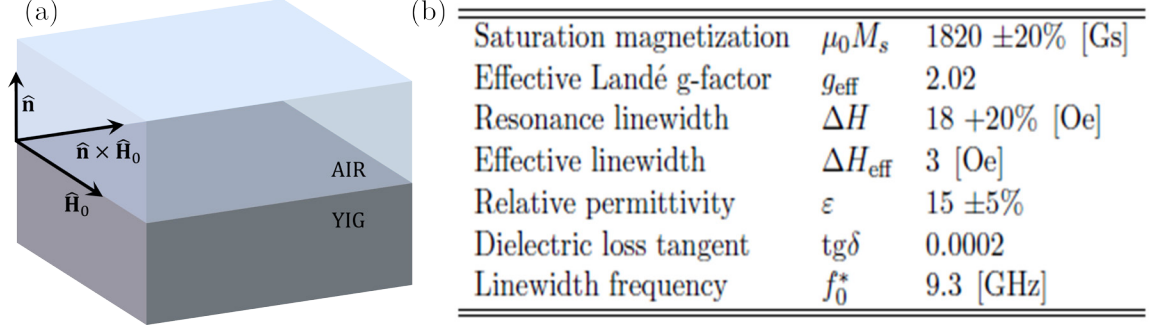 (a)
n̂
n̂ × Ĥ₀
Ĥ₀
AIR
YIG
(b)
Saturation magnetization μ₀Mₛ 1820 ±20% [Gs]
Effective Landé g-factor g_eff 2.02
Resonance linewidth ΔH 18 +20% [Oe]
Effective linewidth ΔH_eff 3 [Oe]
Relative permittivity ε 15 ±5%
Dielectric loss tangent tgδ 0.0002
Linewidth frequency f₀* 9.3 [GHz]